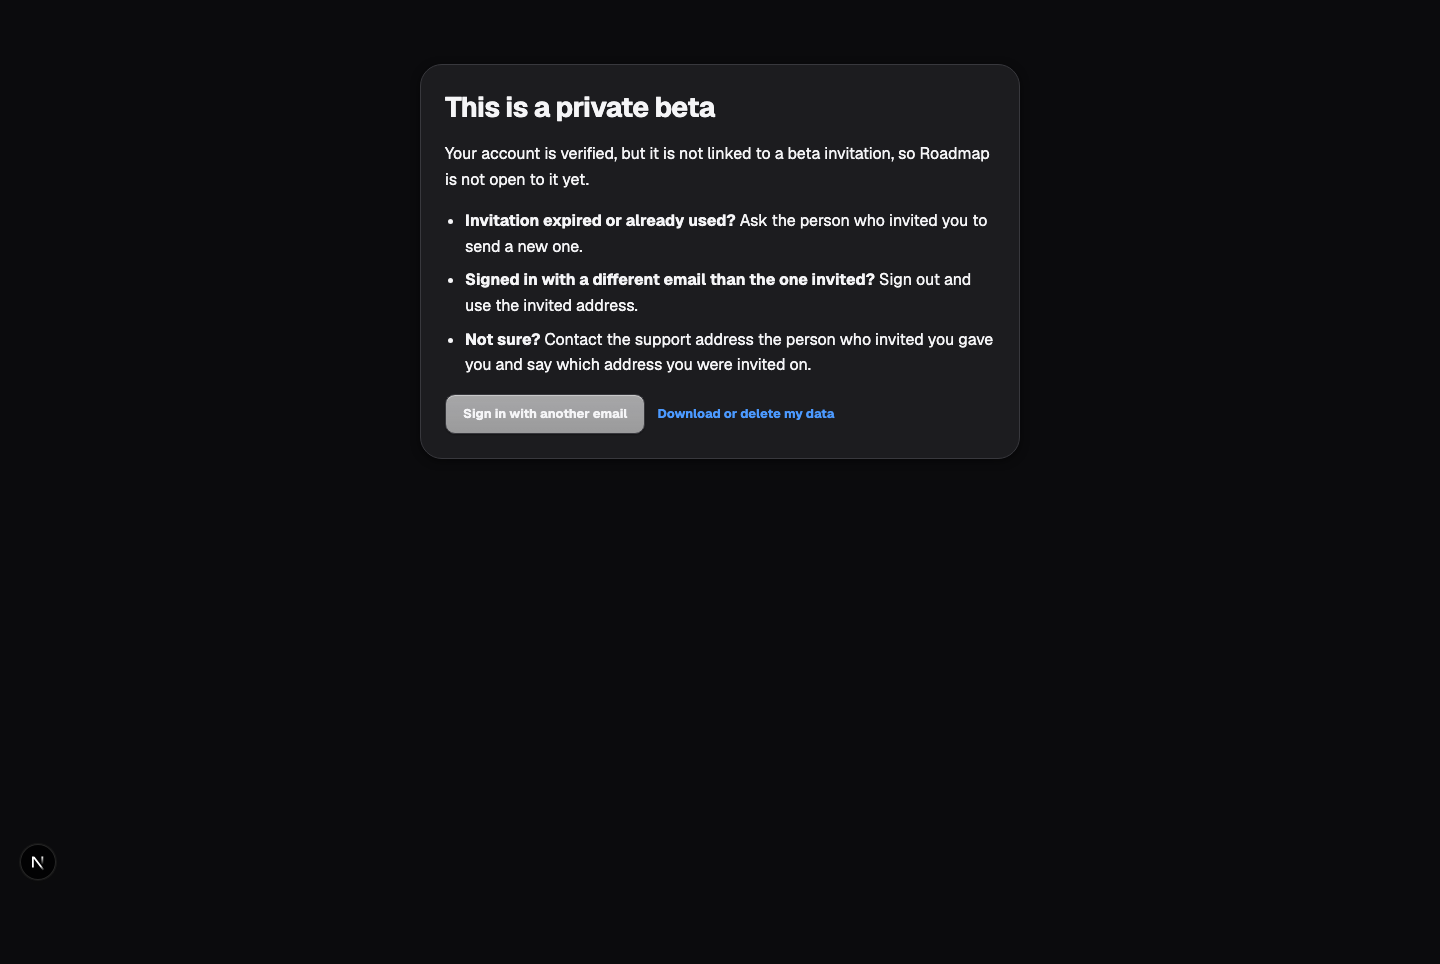 This is a private beta
Your account is verified, but it is not linked to a beta invitation, so Roadmap
is not open to it yet.
• Invitation expired or already used? Ask the person who invited you to
send a new one.
• Signed in with a different email than the one invited? Sign out and
use the invited address.
• Not sure? Contact the support address the person who invited you gave
you and say which address you were invited on.
Sign in with another email Download or delete my data
N